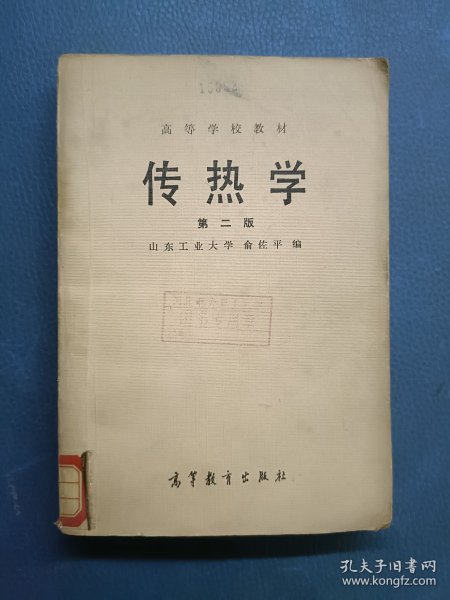 高等学校教材
传热学
第二版
山东工业大学 俞佐平 编
高等教育出版社
孔夫子旧书网
www.kongfz.com